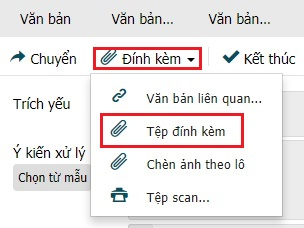 Văn bản Văn bản... Văn bản...
Chuyển Đính kèm Kết thúc
Trích yếu
Văn bản liên quan...
Tệp đính kèm
Ý kiến xử lý
Chèn ảnh theo lô
Chọn từ mẫu
Tệp scan...